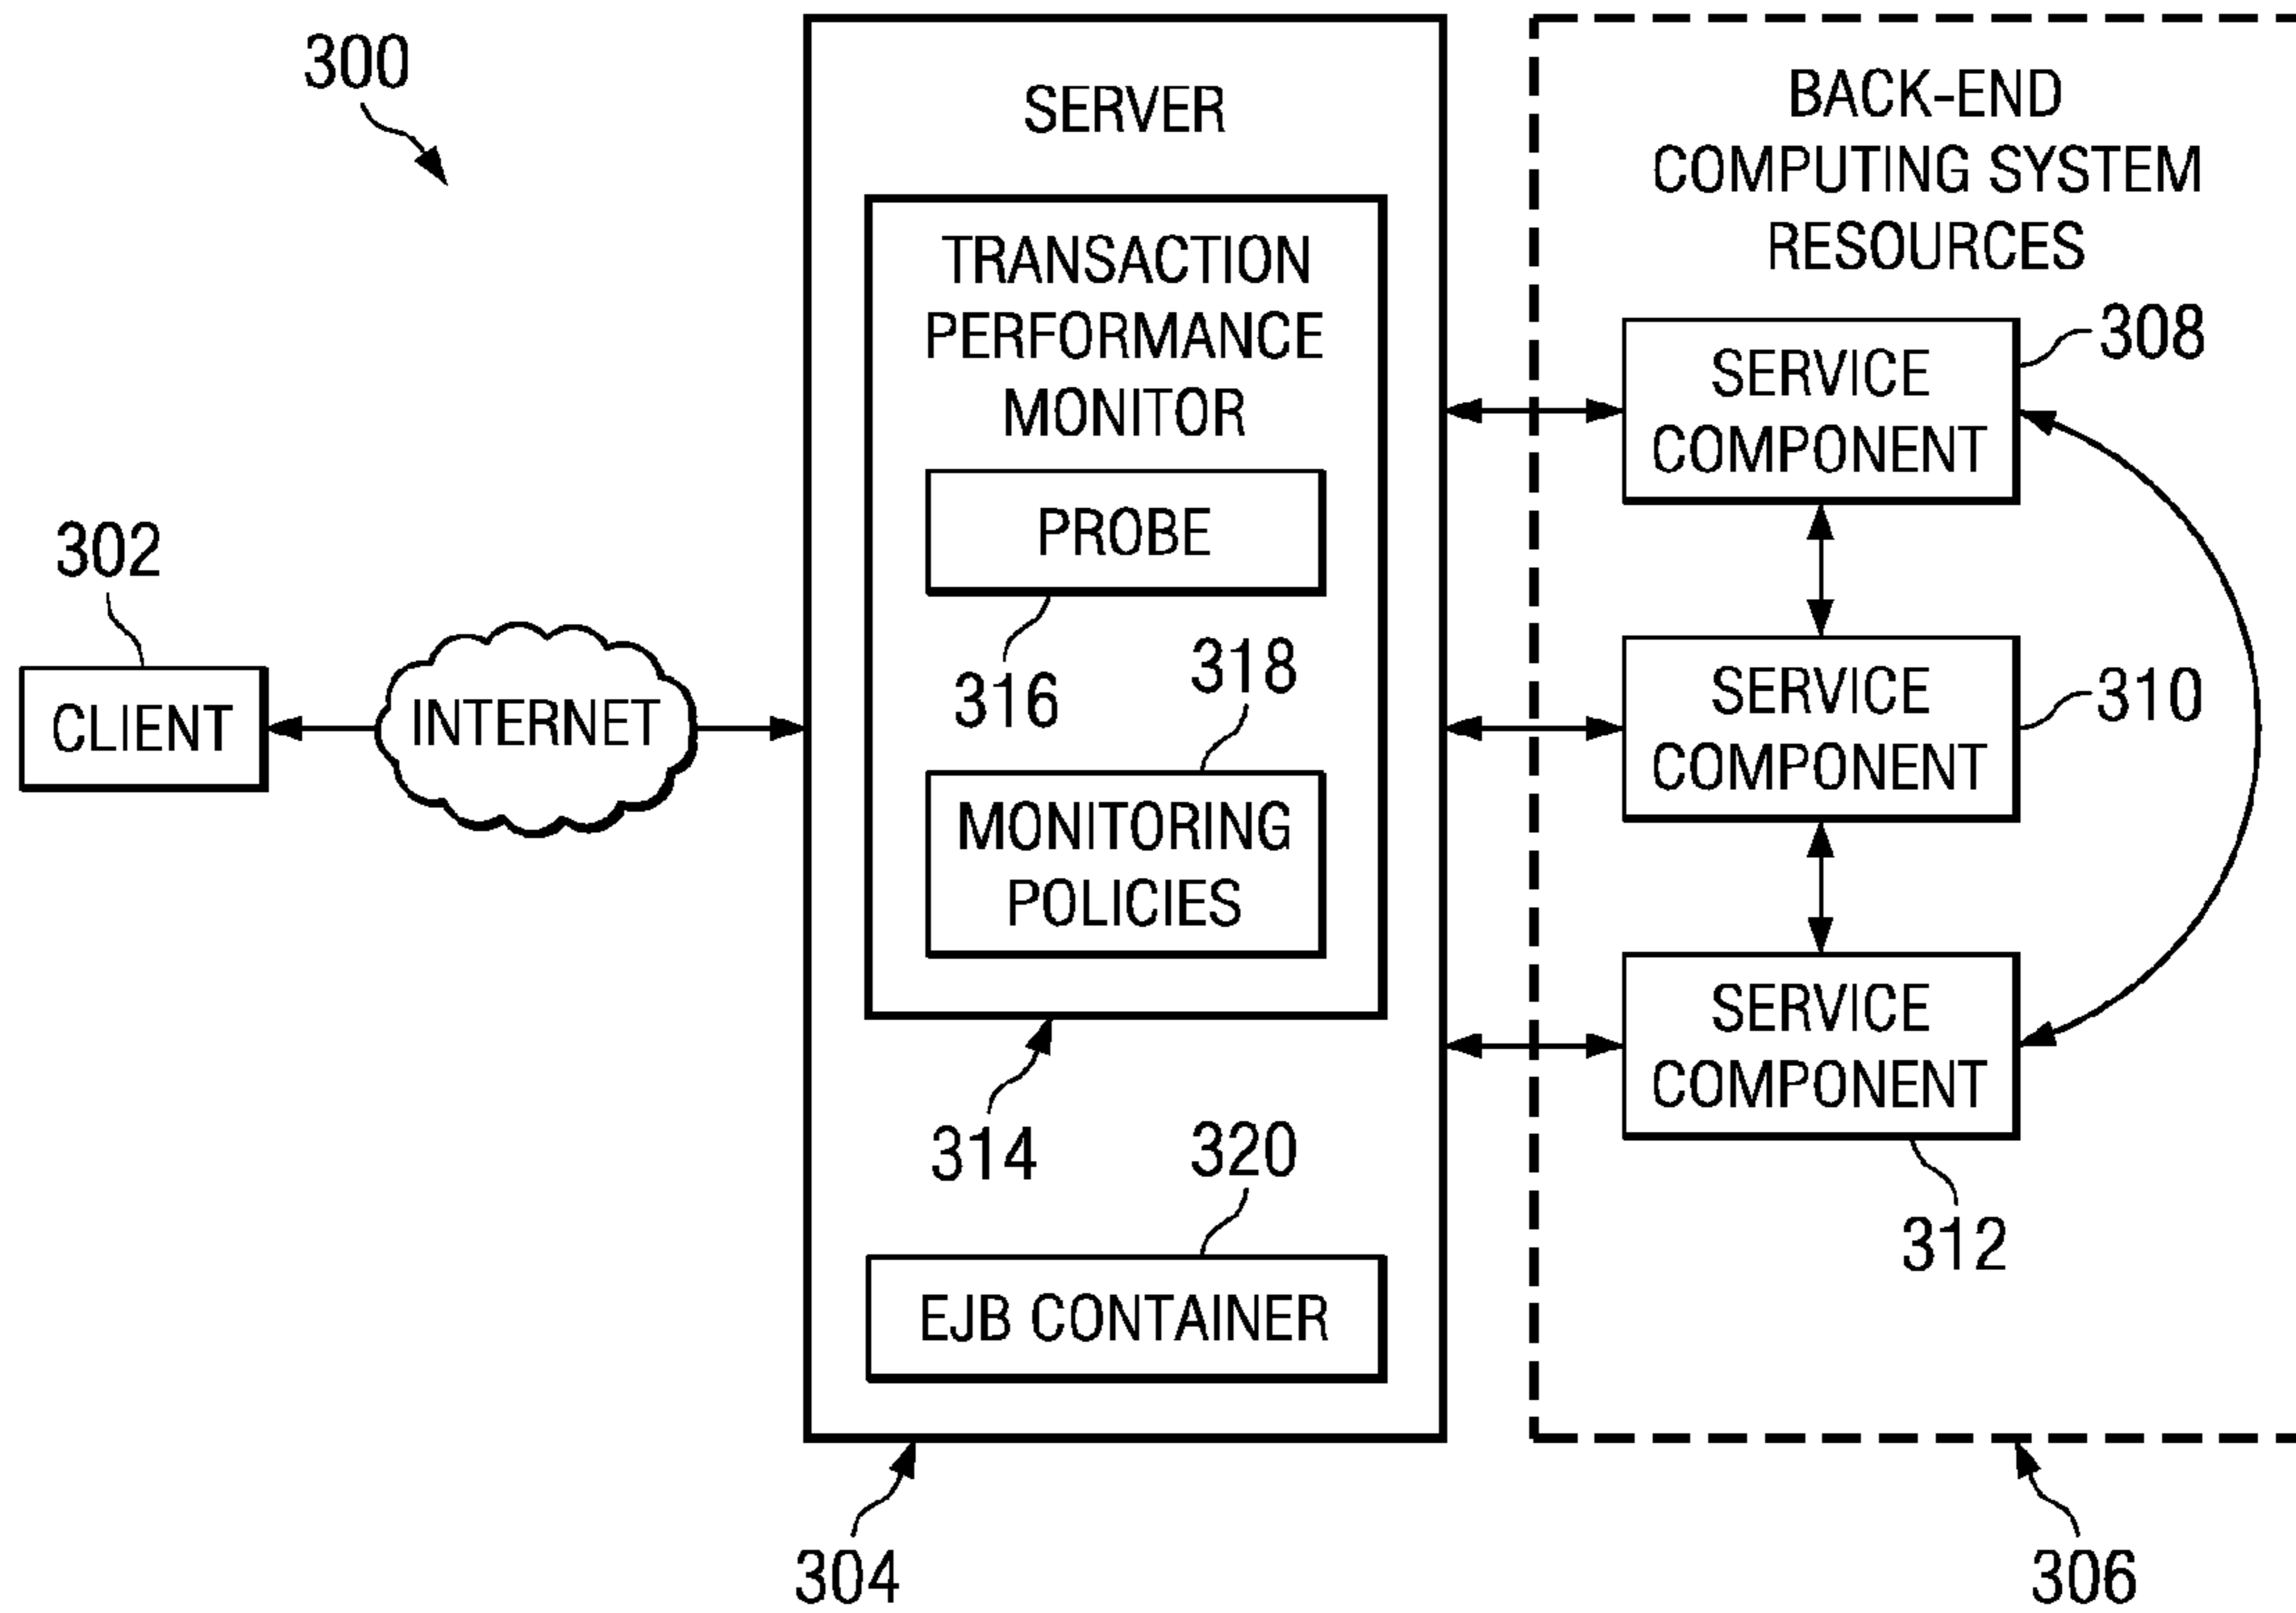 300
SERVER
BACK-END
COMPUTING SYSTEM
RESOURCES
TRANSACTION
PERFORMANCE
MONITOR
308
SERVICE
COMPONENT
PROBE
302
316
318
SERVICE
COMPONENT
310
CLIENT
INTERNET
MONITORING
POLICIES
SERVICE
COMPONENT
314
320
312
EJB CONTAINER
304
306